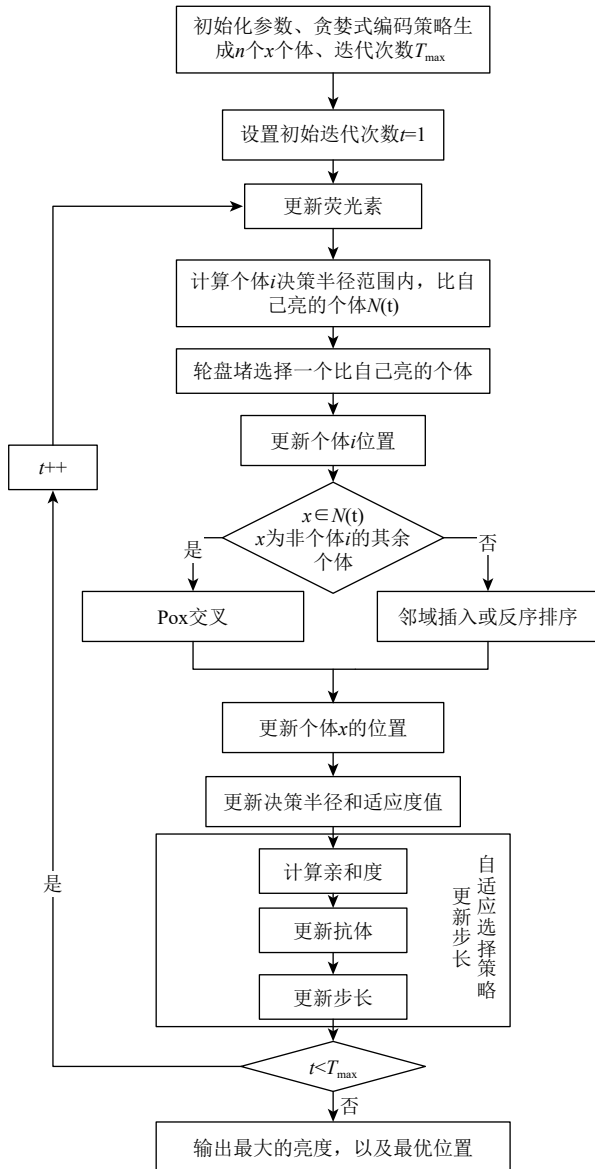 初始化参数、贪婪式编码策略生
成n个x个体、迭代次数Tmax
设置初始迭代次数t=1
更新荧光素
计算个体i决策半径范围内，比自
己亮的个体N(t)
轮盘堵选择一个比自己亮的个体
更新个体i位置
t++
x∈N(t)
x为非个体i的其余
个体
是
否
Pox交叉
邻域插入或反序排序
更新个体x的位置
更新决策半径和适应度值
计算亲和度
更新抗体
更新步长
自适应选择策略
更新步长
是
t<Tmax
否
输出最大的亮度，以及最优位置